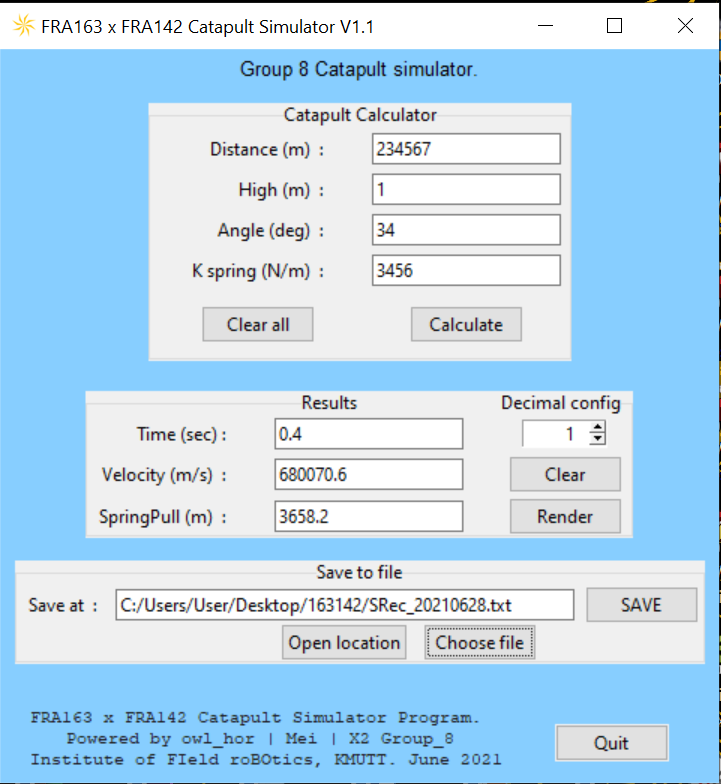 FRA163 x FRA142 Catapult Simulator V1.1
Group 8 Catapult simulator.
Catapult Calculator
Distance (m) : 234567
High (m) : 1
Angle (deg) : 34
K spring (N/m) : 3456
Clear all Calculate
Results Decimal config
Time (sec) : 0.4 1
Velocity (m/s) : 680070.6 Clear
SpringPull (m) : 3658.2 Render
Save to file
Save at : C:/Users/User/Desktop/163142/SRec_20210628.txt SAVE
Open location Choose file
FRA163 x FRA142 Catapult Simulator Program.
Powered by owl_hor | Mei | X2 Group_8
Institute of FIeld roBOtics, KMUTT. June 2021
Quit